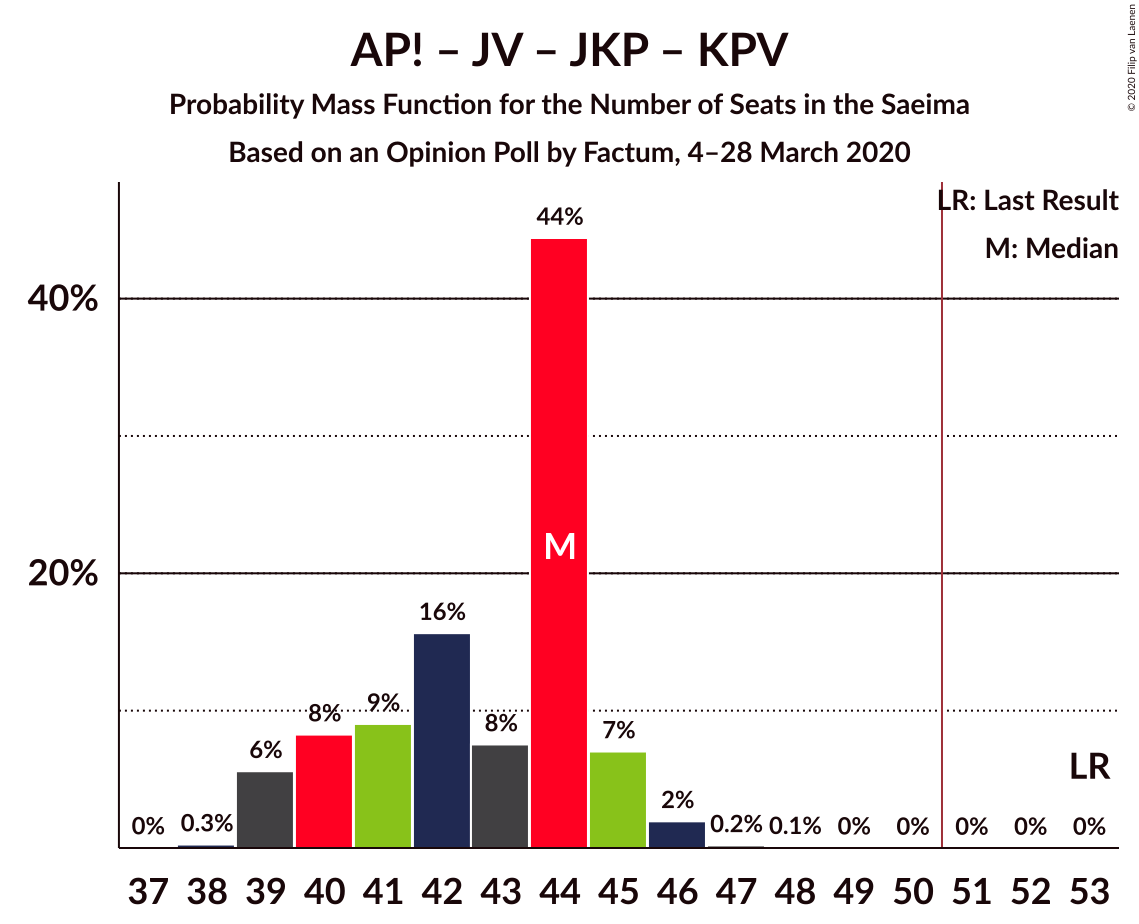 AP! – JV – JKP – KPV
Probability Mass Function for the Number of Seats in the Saeima
Based on an Opinion Poll by Factum, 4–28 March 2020
© 2020 Filip van Laenen
LR: Last Result
M: Median
44%
40%
M
20%
16%
8%
9%
8%
7%
6%
LR
2%
0%
0.3%
0.2%
0.1%
0%
0%
0%
0%
0%
37 38 39 40 41 42 43 44 45 46 47 48 49 50 51 52 53